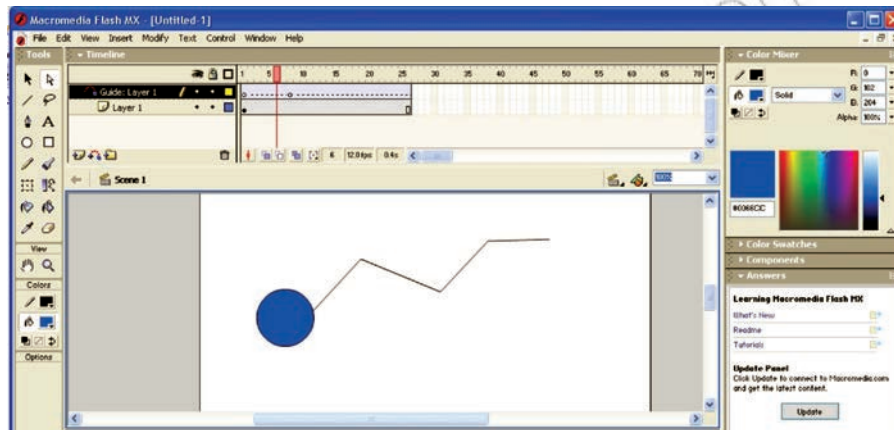 Macromedia Flash MX - [Untitled-1]
File Edit View Insert Modify Text Control Window Help
Tools
Timeline
1 5 10 15 20 25 30 35 40 45 50 55 60 65 70
Guide: Layer 1
Layer 1
6 12.0 fps 0.4s
Scene 1
100%
View
Colors
Options
Color Mixer
R: 0
Solid
G: 102
B: 204
Alpha: 100%
#0066CC
Color Swatches
Components
Answers
Learning Macromedia Flash MX
What's New
Readme
Tutorials
Update Panel
Click Update to connect to Macromedia.com
and get the latest content.
Update